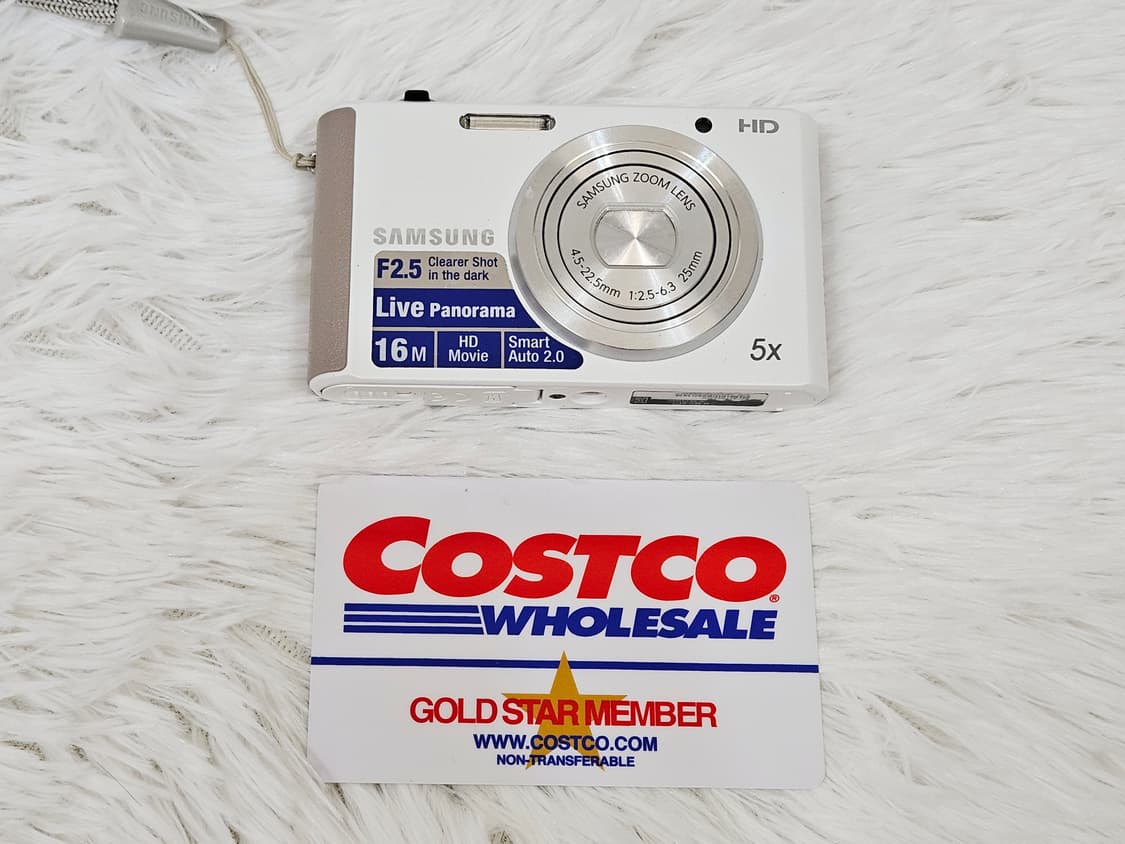 SAMSUNG
HD
SAMSUNG ZOOM LENS
4.5-22.5mm 1:2.5-6.3 25mm
SAMSUNG
F2.5 Clearer Shot
in the dark
Live Panorama
16M
HD
Movie
Smart
Auto 2.0
5x
COSTCO®
WHOLESALE
GOLD STAR MEMBER
WWW.COSTCO.COM
NON-TRANSFERABLE